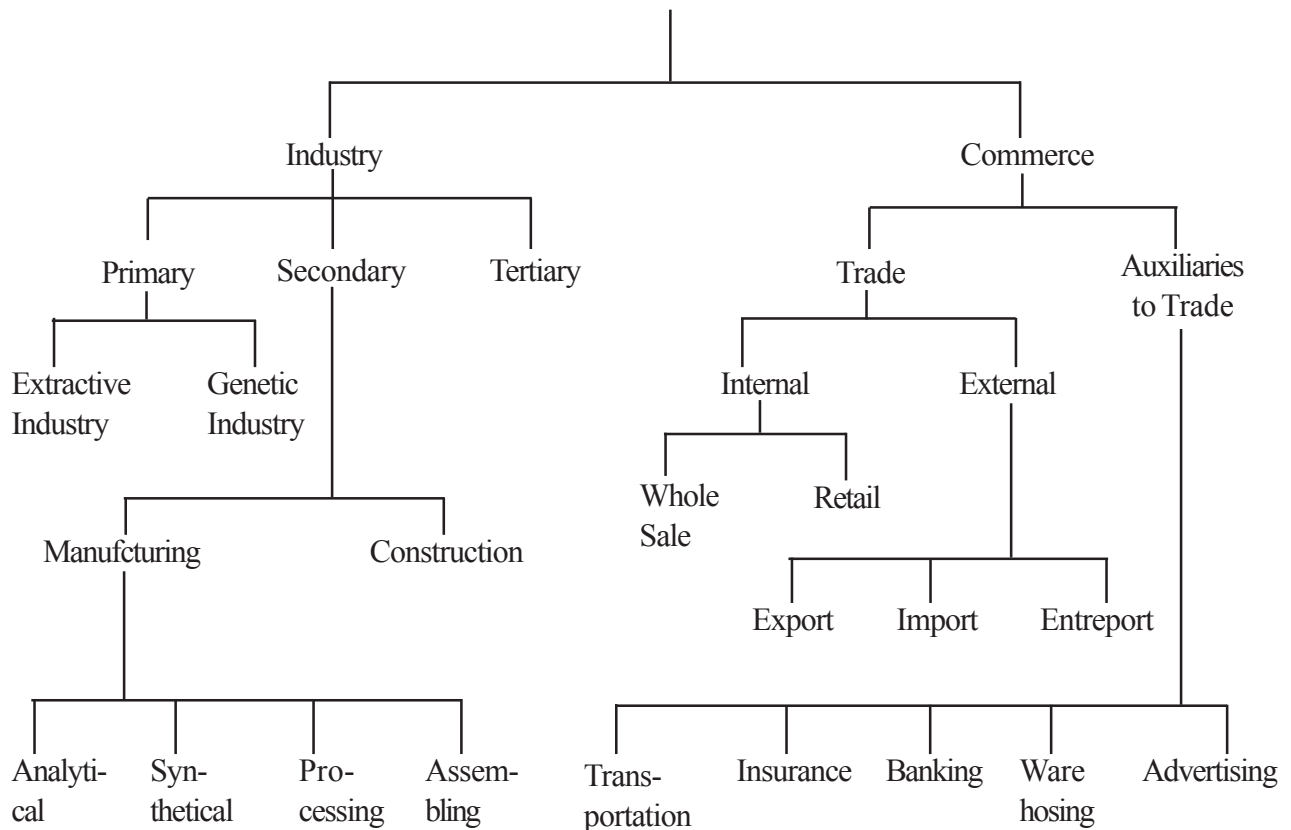 Industry
Commerce
Primary
Secondary
Tertiary
Trade
Auxiliaries
to Trade
Extractive
Industry
Genetic
Industry
Internal
External
Whole
Sale
Retail
Manufcturing
Construction
Export
Import
Entreport
Analyti-
cal
Syn-
thetical
Pro-
cessing
Assem-
bling
Trans-
portation
Insurance
Banking
Ware
hosing
Advertising